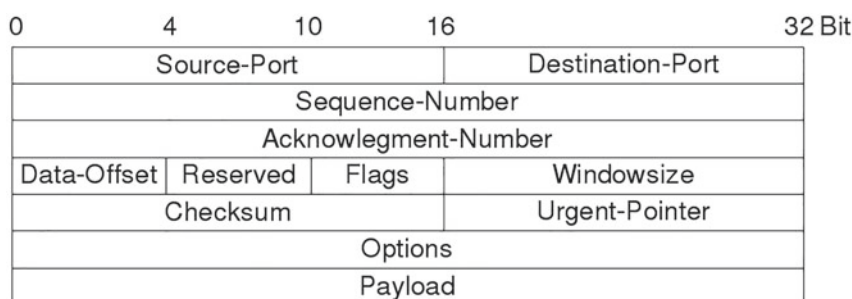 0 4 10 16 32 Bit
Source-Port Destination-Port
Sequence-Number
Acknowlegment-Number
Data-Offset Reserved Flags Windowsize
Checksum Urgent-Pointer
Options
Payload